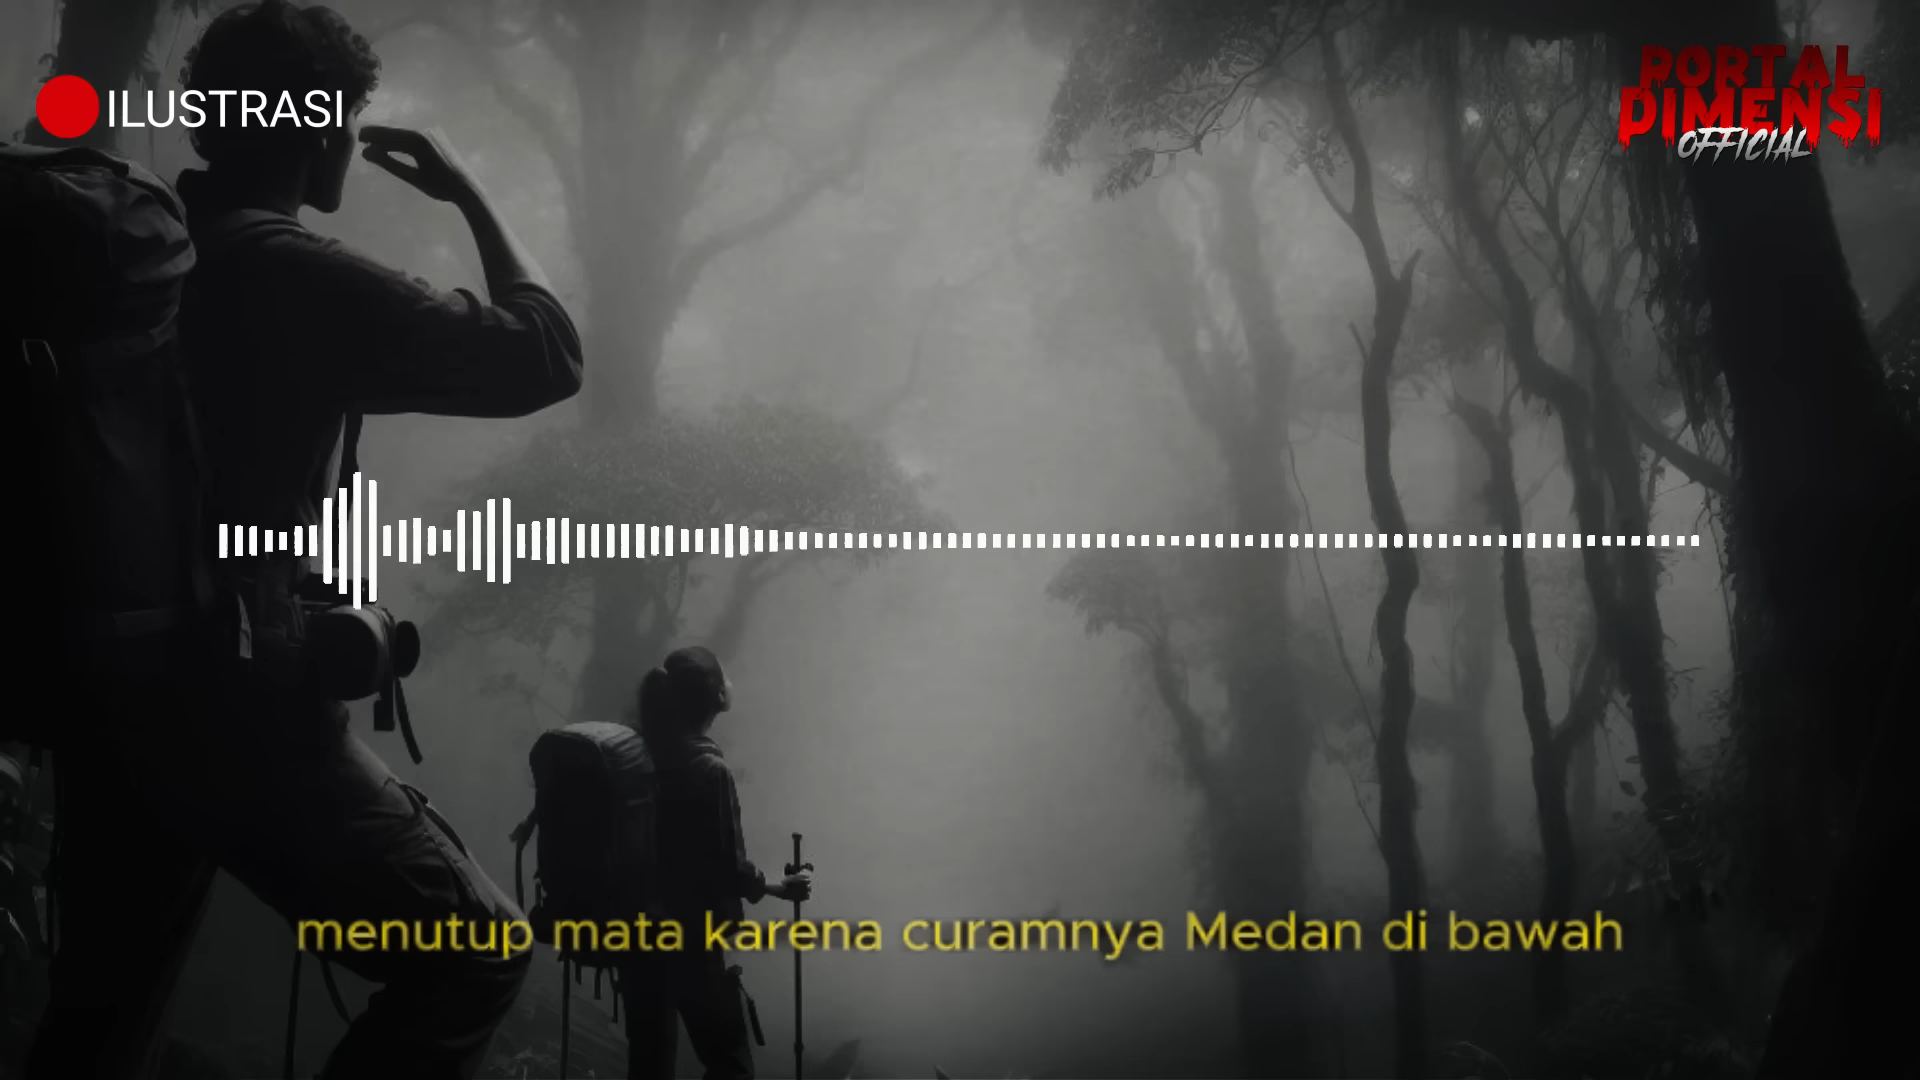 ILUSTRASI
PORTAL
DIMENSI
OFFICIAL
menutup mata karena curamnya Medan di bawah